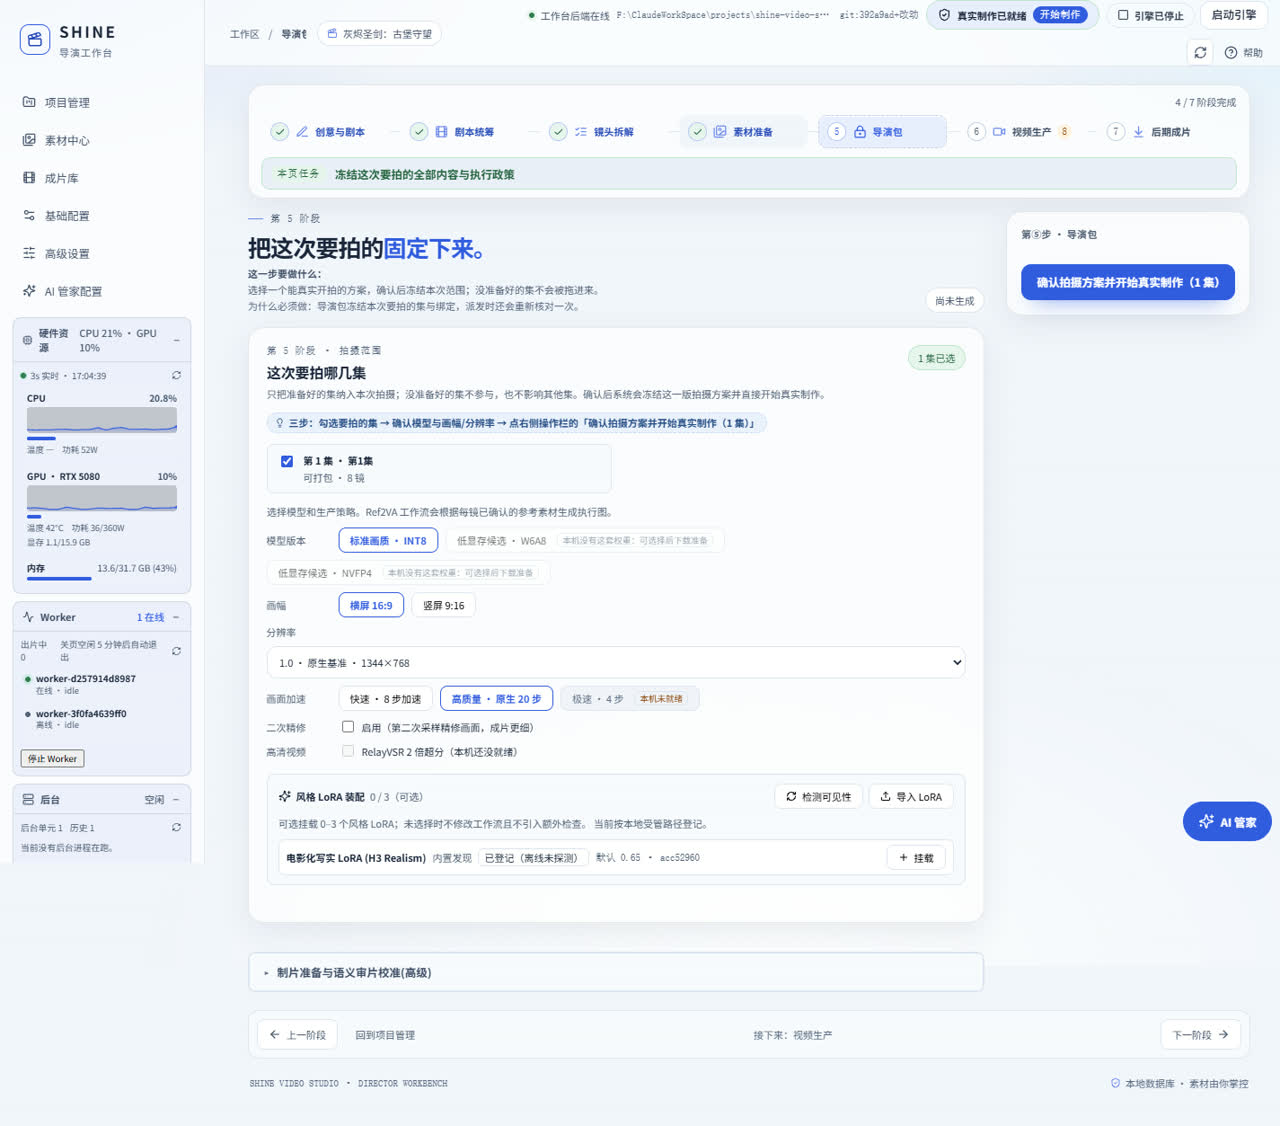 SHINE
导演工作台
项目管理
素材中心
成片库
基础配置
高级设置
AI 管家配置
硬件资源 CPU 21% · GPU 10%
3s 实时 · 17:04:39
CPU 20.8%
温度 — 功耗 52W
GPU · RTX 5080 10%
温度 42°C 功耗 36/360W
显存 1.1/15.9 GB
内存 13.6/31.7 GB (43%)
Worker 1 在线
出片中 0 关页空闲 5 分钟后自动退出
worker-d257914d8987
在线 · idle
worker-3f0fa4639ff0
离线 · idle
停止 Worker
后台 空闲
后台单元 1 历史 1
当前没有后台进程在跑。
工作区 / 导演包
灰烬圣剑：古堡守望
工作台后端在线 F:\ClaudeWorkSpace\projects\shine-video-s··· git:392a9ad+改动
真实制作已就绪 开始制作
引擎已停止
启动引擎
帮助
4 / 7 阶段完成
创意与剧本
剧本统筹
镜头拆解
素材准备
5 导演包
6 视频生产 8
7 后期成片
本页任务 冻结这次要拍的全部内容与执行政策
第 5 阶段
把这次要拍的固定下来。
这一步要做什么：
选择一个能真实开拍的方案，确认后冻结本次范围；没准备好的集不会被拖进来。
为什么必须做：导演包冻结本次要拍的集与绑定，派发时还会重新核对一次。
尚未生成
第⑤步 · 导演包
确认拍摄方案并开始真实制作（1 集）
第 5 阶段 · 拍摄范围
这次要拍哪几集
1 集已选
只把准备好的集纳入本次拍摄；没准备好的集不参与，也不影响其他集。确认后系统会冻结这一版拍摄方案并直接开始真实制作。
三步：勾选要拍的集 → 确认模型与画幅/分辨率 → 点右侧操作栏的「确认拍摄方案并开始真实制作（1 集）」
第 1 集 · 第1集
可打包 · 8 镜
选择模型和生产策略。Ref2VA 工作流会根据每镜已确认的参考素材生成执行图。
模型版本 标准画质 · INT8 低显存候选 · W6A8 本机没有这套权重：可选择后下载准备
低显存候选 · NVFP4 本机没有这套权重：可选择后下载准备
画幅 横屏 16:9 竖屏 9:16
分辨率
1.0 · 原生基准 · 1344×768
画面加速 快速 · 8 步加速 高质量 · 原生 20 步 极速 · 4 步 本机未就绪
二次精修 启用（第二次采样精修画面，成片更细）
高清视频 RelayVSR 2 倍超分（本机还没就绪）
风格 LoRA 装配 0 / 3（可选） 检测可见性 导入 LoRA
可选挂载 0–3 个风格 LoRA；未选择时不修改工作流且不引入额外检查。 当前按本地受管路径登记。
电影化写实 LoRA (H3 Realism) 内置发现 已登记（离线未探测） 默认 0.65 · acc52960 挂载
制片准备与语义审片校准(高级)
上一阶段 回到项目管理 接下来：视频生产 下一阶段
SHINE VIDEO STUDIO · DIRECTOR WORKBENCH 本地数据库 · 素材由你掌控
AI 管家